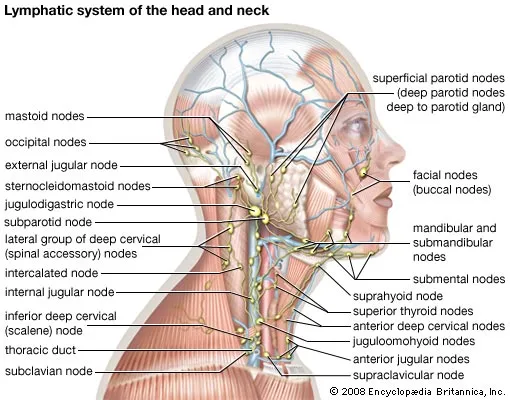 Lymphatic system of the head and neck
mastoid nodes
occipital nodes
external jugular node
sternocleidomastoid nodes
jugulodigastric node
subparotid node
lateral group of deep cervical
(spinal accessory) nodes
intercalated node
internal jugular node
inferior deep cervical
(scalene) node
thoracic duct
subclavian node
superficial parotid nodes
(deep parotid nodes
deep to parotid gland)
facial nodes
(buccal nodes)
mandibular and
submandibular
nodes
submental nodes
suprahyoid node
superior thyroid nodes
anterior deep cervical nodes
juguloomohyoid nodes
anterior jugular nodes
supraclavicular node
© 2008 Encyclopædia Britannica, Inc.